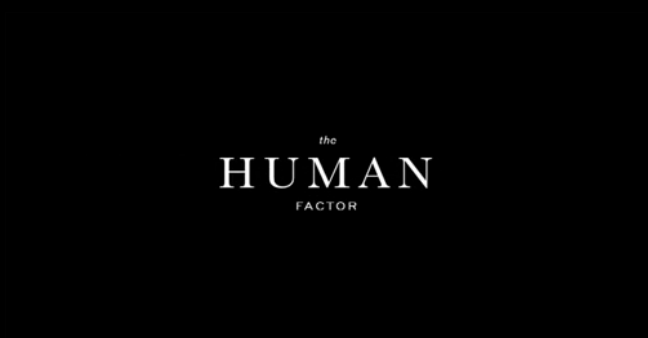 the
HUMAN
FACTOR